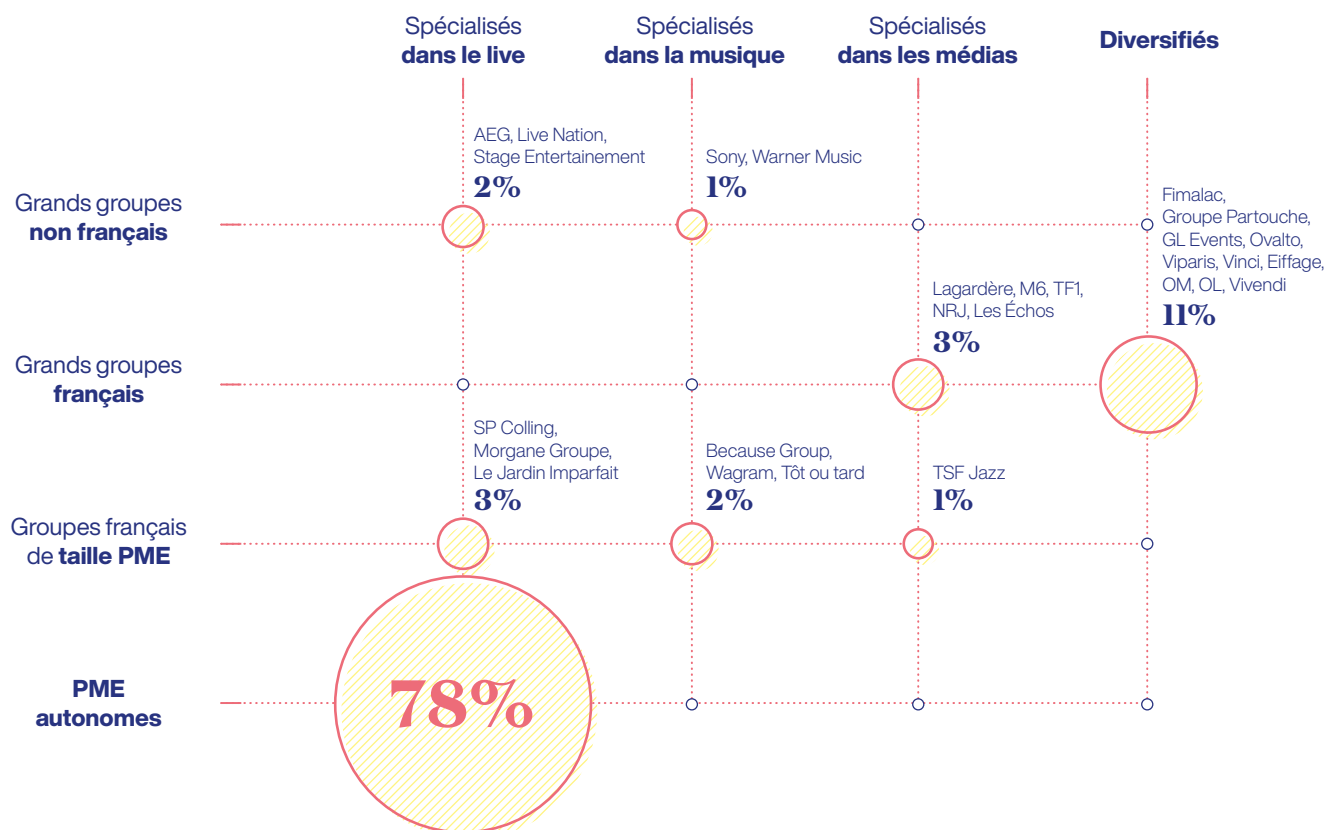 Spécialisés
dans le live
Spécialisés
dans la musique
Spécialisés
dans les médias
Diversifiés
Grands groupes
non français
AEG, Live Nation,
Stage Entertainement
2%
Sony, Warner Music
1%
Fimalac,
Groupe Partouche,
GL Events, Ovalto,
Viparis, Vinci, Eiffage,
OM, OL, Vivendi
11%
Grands groupes
français
Lagardère, M6, TF1,
NRJ, Les Échos
3%
Groupes français
de taille PME
SP Colling,
Morgane Groupe,
Le Jardin Imparfait
3%
Because Group,
Wagram, Tôt ou tard
2%
TSF Jazz
1%
PME
autonomes
78%